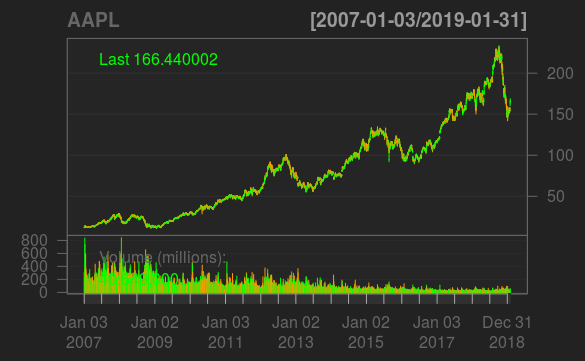 AAPL [2007-01-03/2019-01-31]
Last 166.440002
200
150
100
50
Volume (millions):
800
600
400
200
0
Jan 03 Jan 02 Jan 03 Jan 02 Jan 02 Jan 03 Dec 31
2007 2009 2011 2013 2015 2017 2018